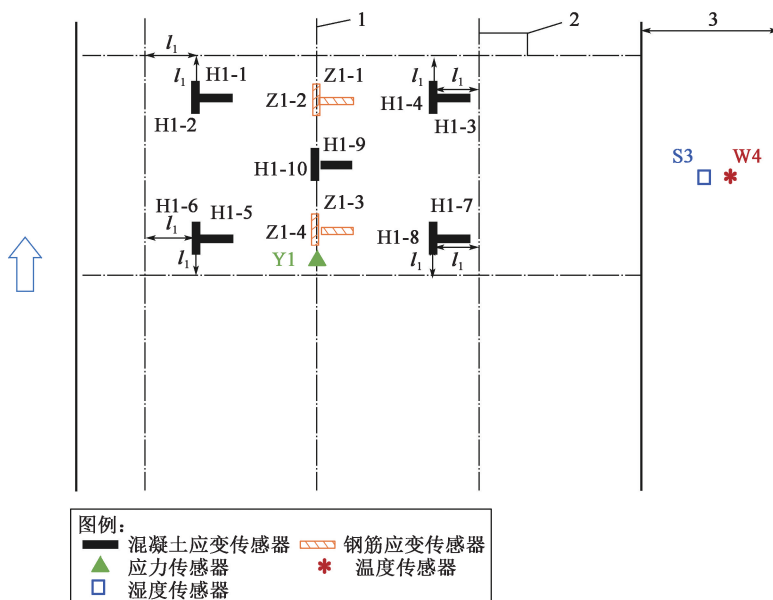 1
2
3
l₁
l₁
H1-1
H1-2
Z1-1
Z1-2
l₁
l₁
H1-4
H1-3
H1-9
H1-10
S3
W4
H1-6
H1-5
l₁
l₁
Z1-3
Z1-4
Y1
H1-7
H1-8
l₁
l₁
图例：
混凝土应变传感器
钢筋应变传感器
应力传感器
温度传感器
湿度传感器